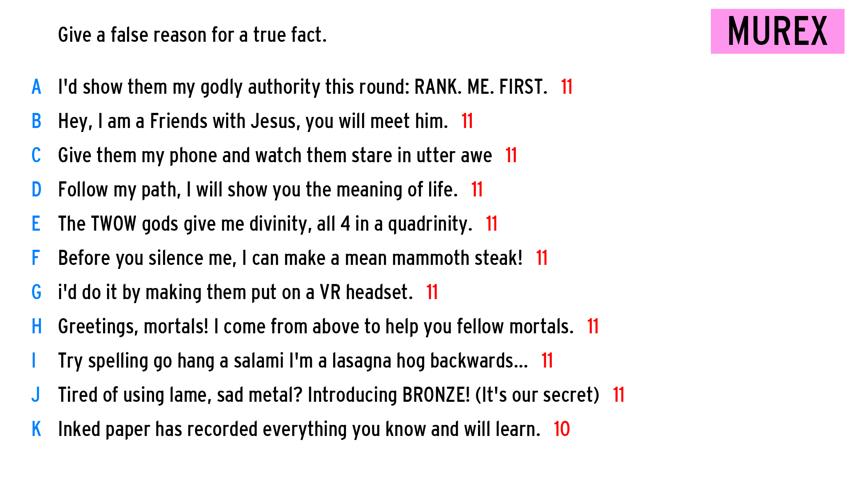 Give a false reason for a true fact.
MUREX
A I'd show them my godly authority this round: RANK. ME. FIRST. 11
B Hey, I am a Friends with Jesus, you will meet him. 11
C Give them my phone and watch them stare in utter awe 11
D Follow my path, I will show you the meaning of life. 11
E The TWOW gods give me divinity, all 4 in a quadrinity. 11
F Before you silence me, I can make a mean mammoth steak! 11
G i'd do it by making them put on a VR headset. 11
H Greetings, mortals! I come from above to help you fellow mortals. 11
I Try spelling go hang a salami I'm a lasagna hog backwards... 11
J Tired of using lame, sad metal? Introducing BRONZE! (It's our secret) 11
K Inked paper has recorded everything you know and will learn. 10